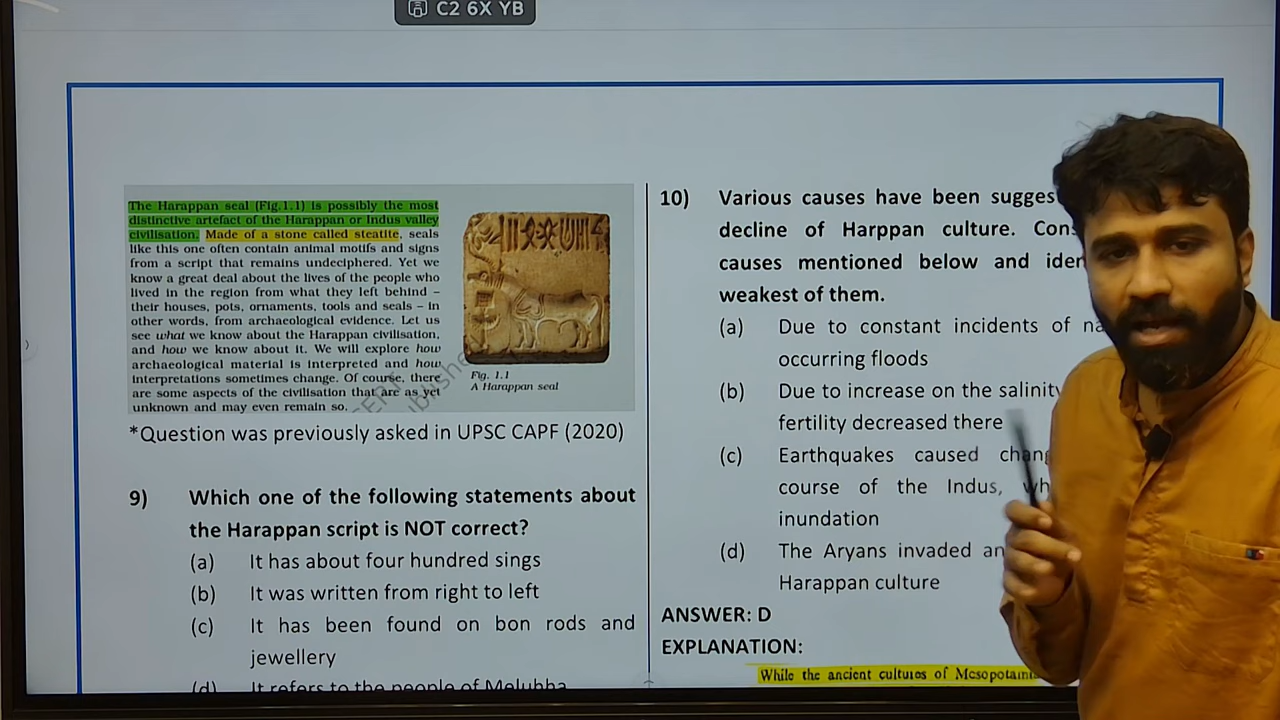 C2 6X YB
The Harappan seal (Fig.1.1) is possibly the most
distinctive artefact of the Harappan or Indus valley
civilisation. Made of a stone called steatite, seals
like this one often contain animal motifs and signs
from a script that remains undeciphered. Yet we
know a great deal about the lives of the people who
lived in the region from what they left behind –
their houses, pots, ornaments, tools and seals – in
other words, from archaeological evidence. Let us
see what we know about the Harappan civilisation,
and how we know about it. We will explore how
archaeological material is interpreted and how
interpretations sometimes change. Of course, there
are some aspects of the civilisation that are as yet
unknown and may even remain so.
Fig. 1.1
A Harappan seal
*Question was previously asked in UPSC CAPF (2020)
9) Which one of the following statements about
the Harappan script is NOT correct?
(a) It has about four hundred sings
(b) It was written from right to left
(c) It has been found on bon rods and
jewellery
(d) It refers to the people of Meluhha
10) Various causes have been sugges
decline of Harppan culture. Con
causes mentioned below and iden
weakest of them.
(a) Due to constant incidents of na
occurring floods
(b) Due to increase on the salinity
fertility decreased there
(c) Earthquakes caused chang
course of the Indus, wh
inundation
(d) The Aryans invaded an
Harappan culture
ANSWER: D
EXPLANATION:
While the ancient cultures of Mesopotamia